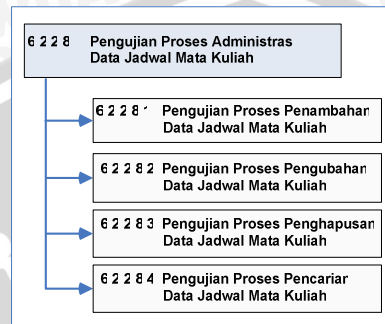 6 2 2 8 Pengujian Proses Administras
Data Jadwal Mata Kuliah
6 2 2 8 1 Pengujian Proses Penambahan
Data Jadwal Mata Kuliah
6 2 2 8 2 Pengujian Proses Pengubahan
Data Jadwal Mata Kuliah
6 2 2 8 3 Pengujian Proses Penghapusan
Data Jadwal Mata Kuliah
6 2 2 8 4 Pengujian Proses Pencarian
Data Jadwal Mata Kuliah